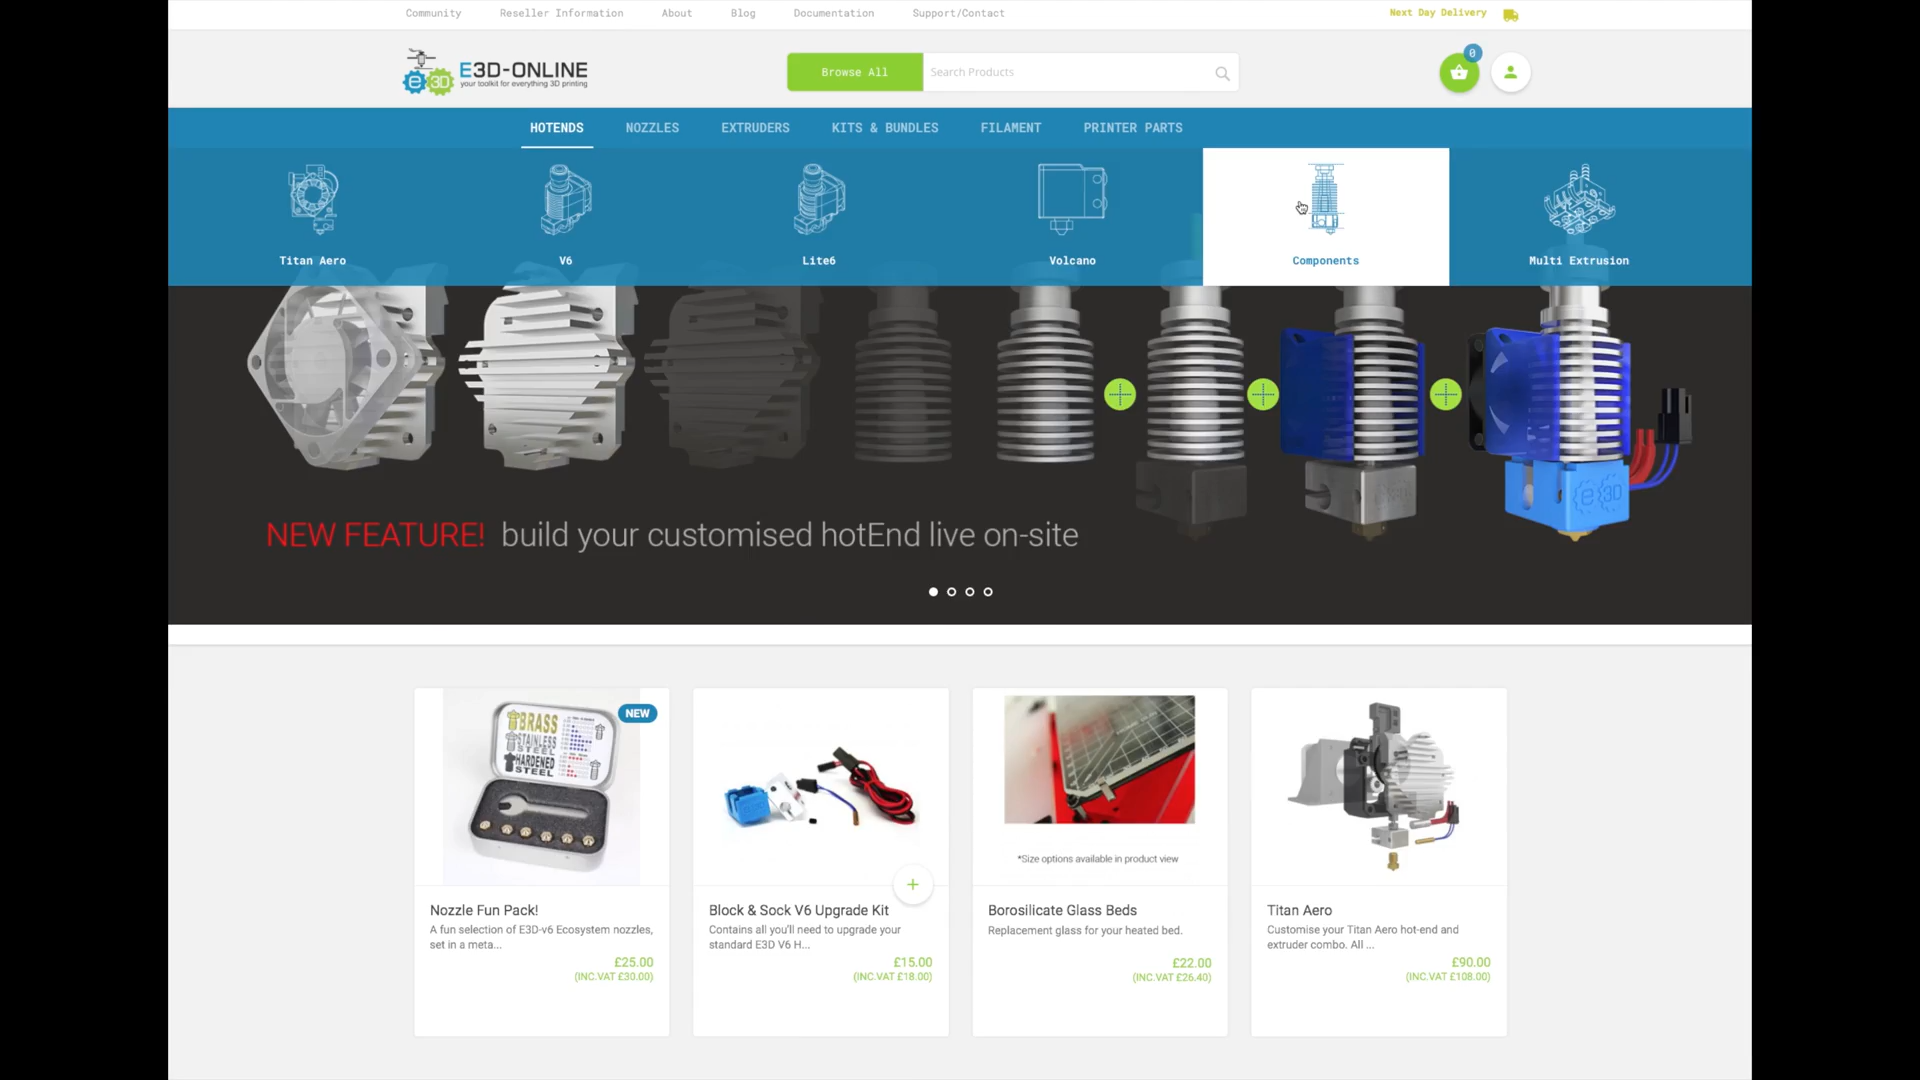 Community Reseller Information About Blog Documentation Support/Contact Next Day Delivery
E3D-ONLINE
your toolkit for everything 3D printing
Browse All Search Products
0
HOTENDS NOZZLES EXTRUDERS KITS & BUNDLES FILAMENT PRINTER PARTS
Titan Aero V6 Lite6 Volcano Components Multi Extrusion
NEW FEATURE! build your customised hotEnd live on-site
NEW
BRASS
STAINLESS
STEEL
HARDENED
STEEL
*Size options available in product view
Nozzle Fun Pack!
A fun selection of E3D-v6 Ecosystem nozzles,
set in a meta...
£25.00
(INC.VAT £30.00)
Block & Sock V6 Upgrade Kit
Contains all you'll need to upgrade your
standard E3D V6 H...
£15.00
(INC.VAT £18.00)
Borosilicate Glass Beds
Replacement glass for your heated bed.
£22.00
(INC.VAT £26.40)
Titan Aero
Customise your Titan Aero hot-end and
extruder combo. All ...
£90.00
(INC.VAT £108.00)